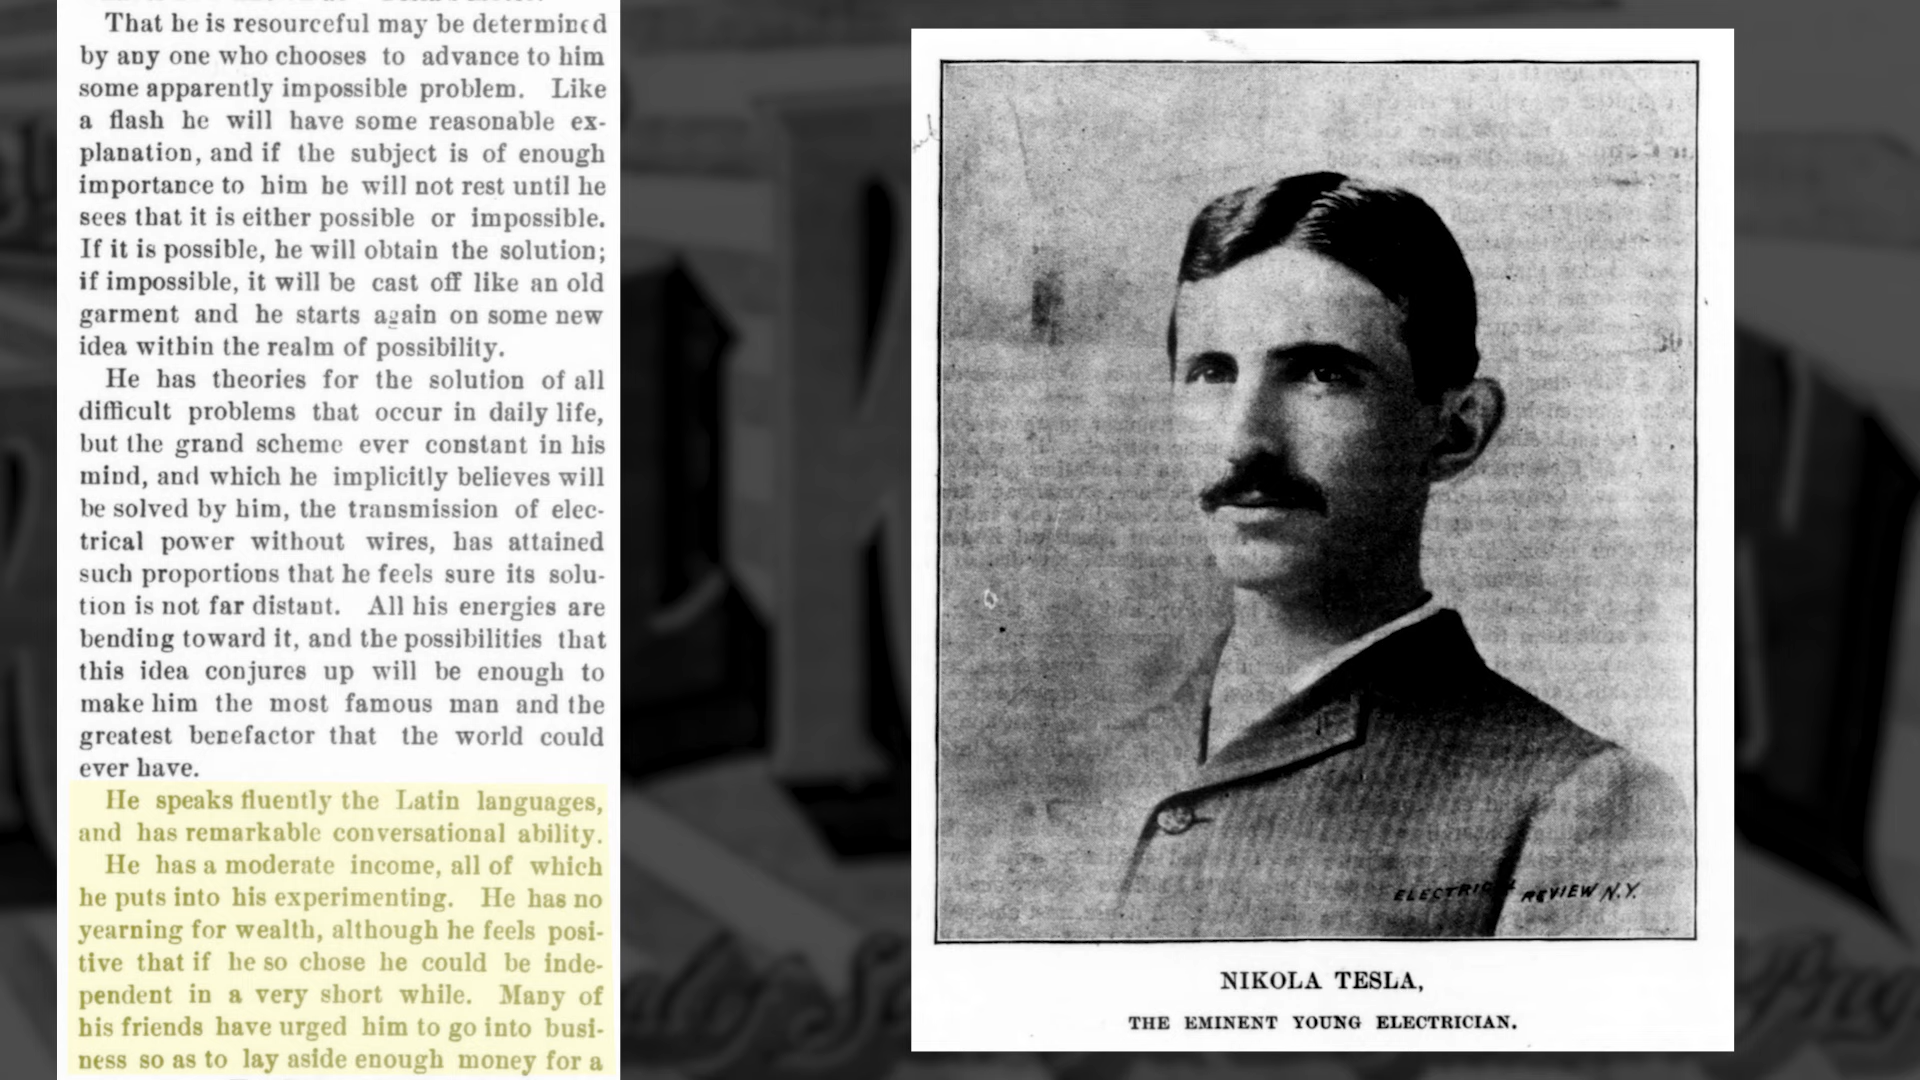 That he is resourceful may be determined
by any one who chooses to advance to him
some apparently impossible problem. Like
a flash he will have some reasonable ex-
planation, and if the subject is of enough
importance to him he will not rest until he
sees that it is either possible or impossible.
If it is possible, he will obtain the solution;
if impossible, it will be cast off like an old
garment and he starts again on some new
idea within the realm of possibility.
He has theories for the solution of all
difficult problems that occur in daily life,
but the grand scheme ever constant in his
mind, and which he implicitly believes will
be solved by him, the transmission of elec-
trical power without wires, has attained
such proportions that he feels sure its solu-
tion is not far distant. All his energies are
bending toward it, and the possibilities that
this idea conjures up will be enough to
make him the most famous man and the
greatest benefactor that the world could
ever have.
He speaks fluently the Latin languages,
and has remarkable conversational ability.
He has a moderate income, all of which
he puts into his experimenting. He has no
yearning for wealth, although he feels posi-
tive that if he so chose he could be inde-
pendent in a very short while. Many of
his friends have urged him to go into busi-
ness so as to lay aside enough money for a
ELECTRICAL REVIEW N.Y.
NIKOLA TESLA,
THE EMINENT YOUNG ELECTRICIAN.